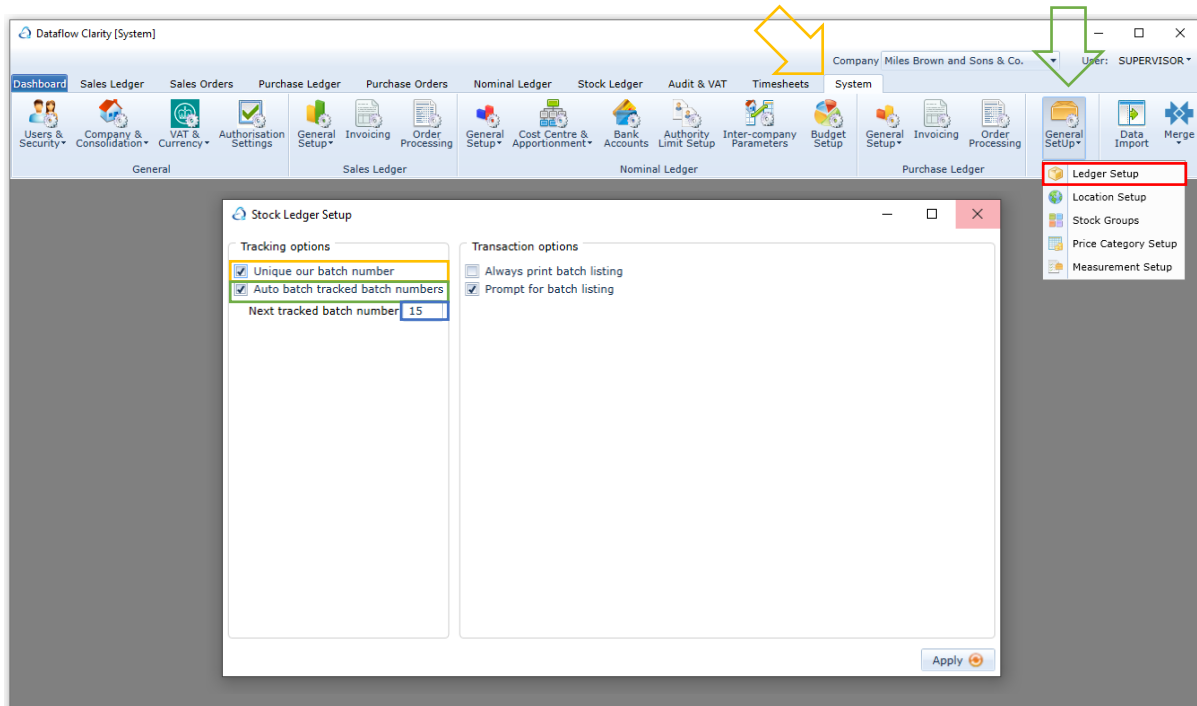 Dataflow Clarity [System]
Company Miles Brown and Sons & Co. User: SUPERVISOR
Dashboard Sales Ledger Sales Orders Purchase Ledger Purchase Orders Nominal Ledger Stock Ledger Audit & VAT Timesheets System
Users & Security Company & Consolidation VAT & Currency Authorisation Settings General Setup Invoicing Order Processing General Setup Cost Centre & Apportionment Bank Accounts Authority Limit Setup Inter-company Parameters Budget Setup General Setup Invoicing Order Processing General SetUp Data Import Merge
General Sales Ledger Nominal Ledger Purchase Ledger
Ledger Setup
Location Setup
Stock Groups
Price Category Setup
Measurement Setup
Stock Ledger Setup
Tracking options
Unique our batch number
Auto batch tracked batch numbers
Next tracked batch number 15
Transaction options
Always print batch listing
Prompt for batch listing
Apply